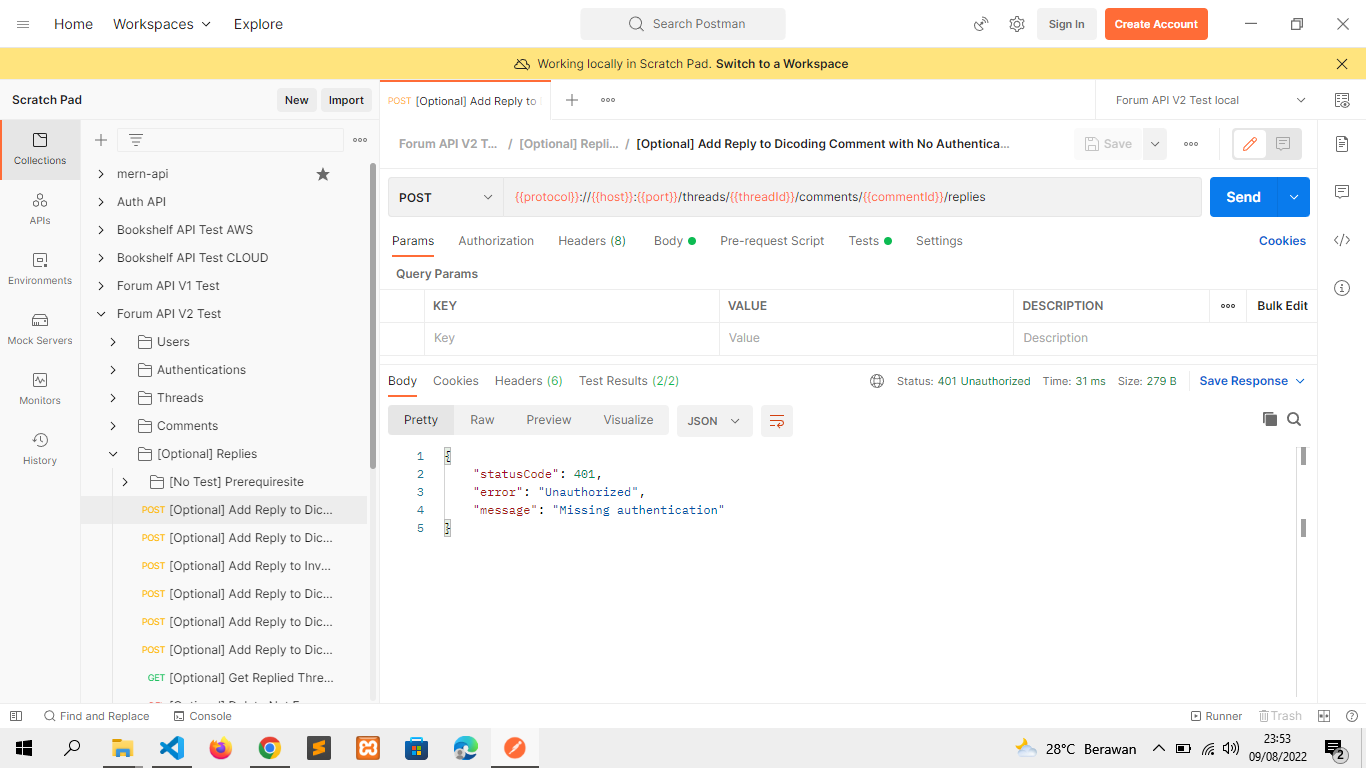 Home Workspaces Explore Search Postman Sign In Create Account
Working locally in Scratch Pad. Switch to a Workspace
Scratch Pad New Import
POST [Optional] Add Reply to
Forum API V2 Test local
Collections
APIs
Environments
Mock Servers
Monitors
History
mern-api
Auth API
Bookshelf API Test AWS
Bookshelf API Test CLOUD
Forum API V1 Test
Forum API V2 Test
Users
Authentications
Threads
Comments
[Optional] Replies
[No Test] Prerequiresite
POST [Optional] Add Reply to Dic...
POST [Optional] Add Reply to Dic...
POST [Optional] Add Reply to Inv...
POST [Optional] Add Reply to Dic...
POST [Optional] Add Reply to Dic...
POST [Optional] Add Reply to Dic...
GET [Optional] Get Replied Thre...
Forum API V2 T... / [Optional] Repli... / [Optional] Add Reply to Dicoding Comment with No Authentica... Save
POST {{protocol}}://{{host}}:{{port}}/threads/{{threadId}}/comments/{{commentId}}/replies Send
Params Authorization Headers (8) Body Pre-request Script Tests Settings Cookies
Query Params
KEY VALUE DESCRIPTION Bulk Edit
Key Value Description
Body Cookies Headers (6) Test Results (2/2) Status: 401 Unauthorized Time: 31 ms Size: 279 B Save Response
Pretty Raw Preview Visualize JSON
1 {
2 "statusCode": 401,
3 "error": "Unauthorized",
4 "message": "Missing authentication"
5 }
Find and Replace Console Runner Trash
28°C Berawan
23:53
09/08/2022
2